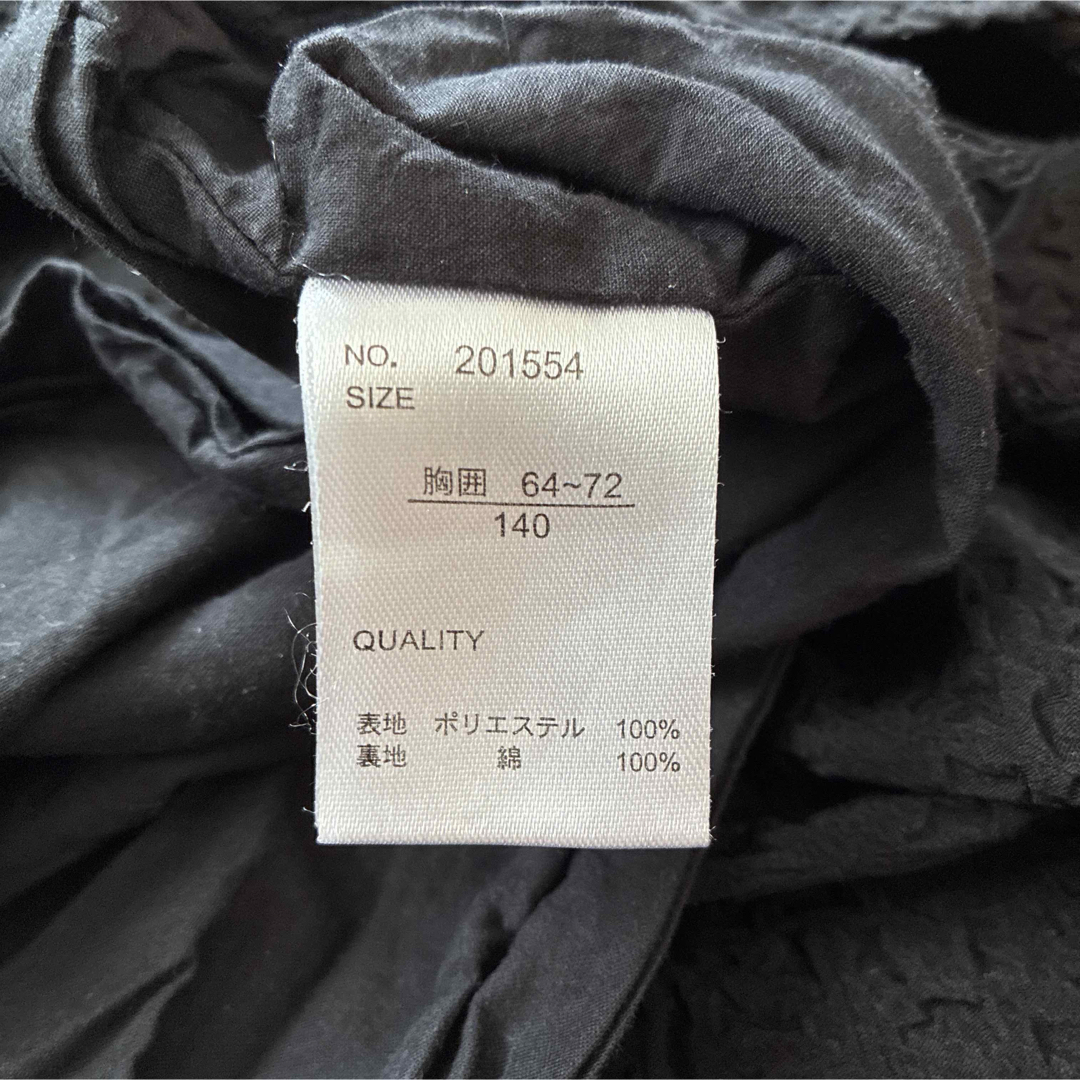 NO. 201554
SIZE
胸囲 64~72
140
QUALITY
表地 ポリエステル 100%
裏地 綿 100%